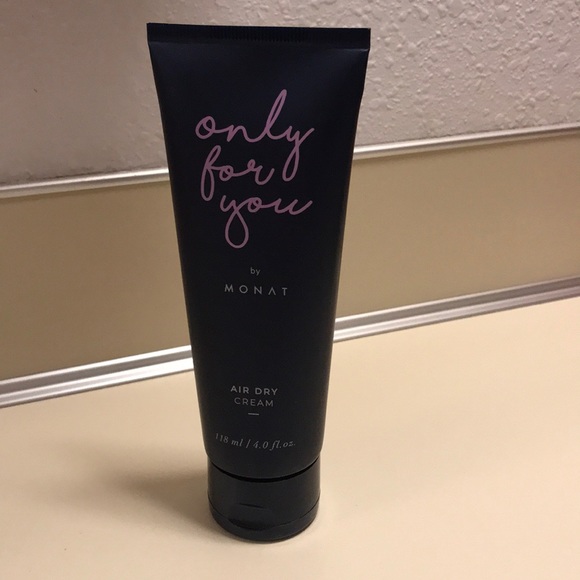 only
for
you
by
MONAT
AIR DRY
CREAM
118 ml / 4.0 fl.oz.